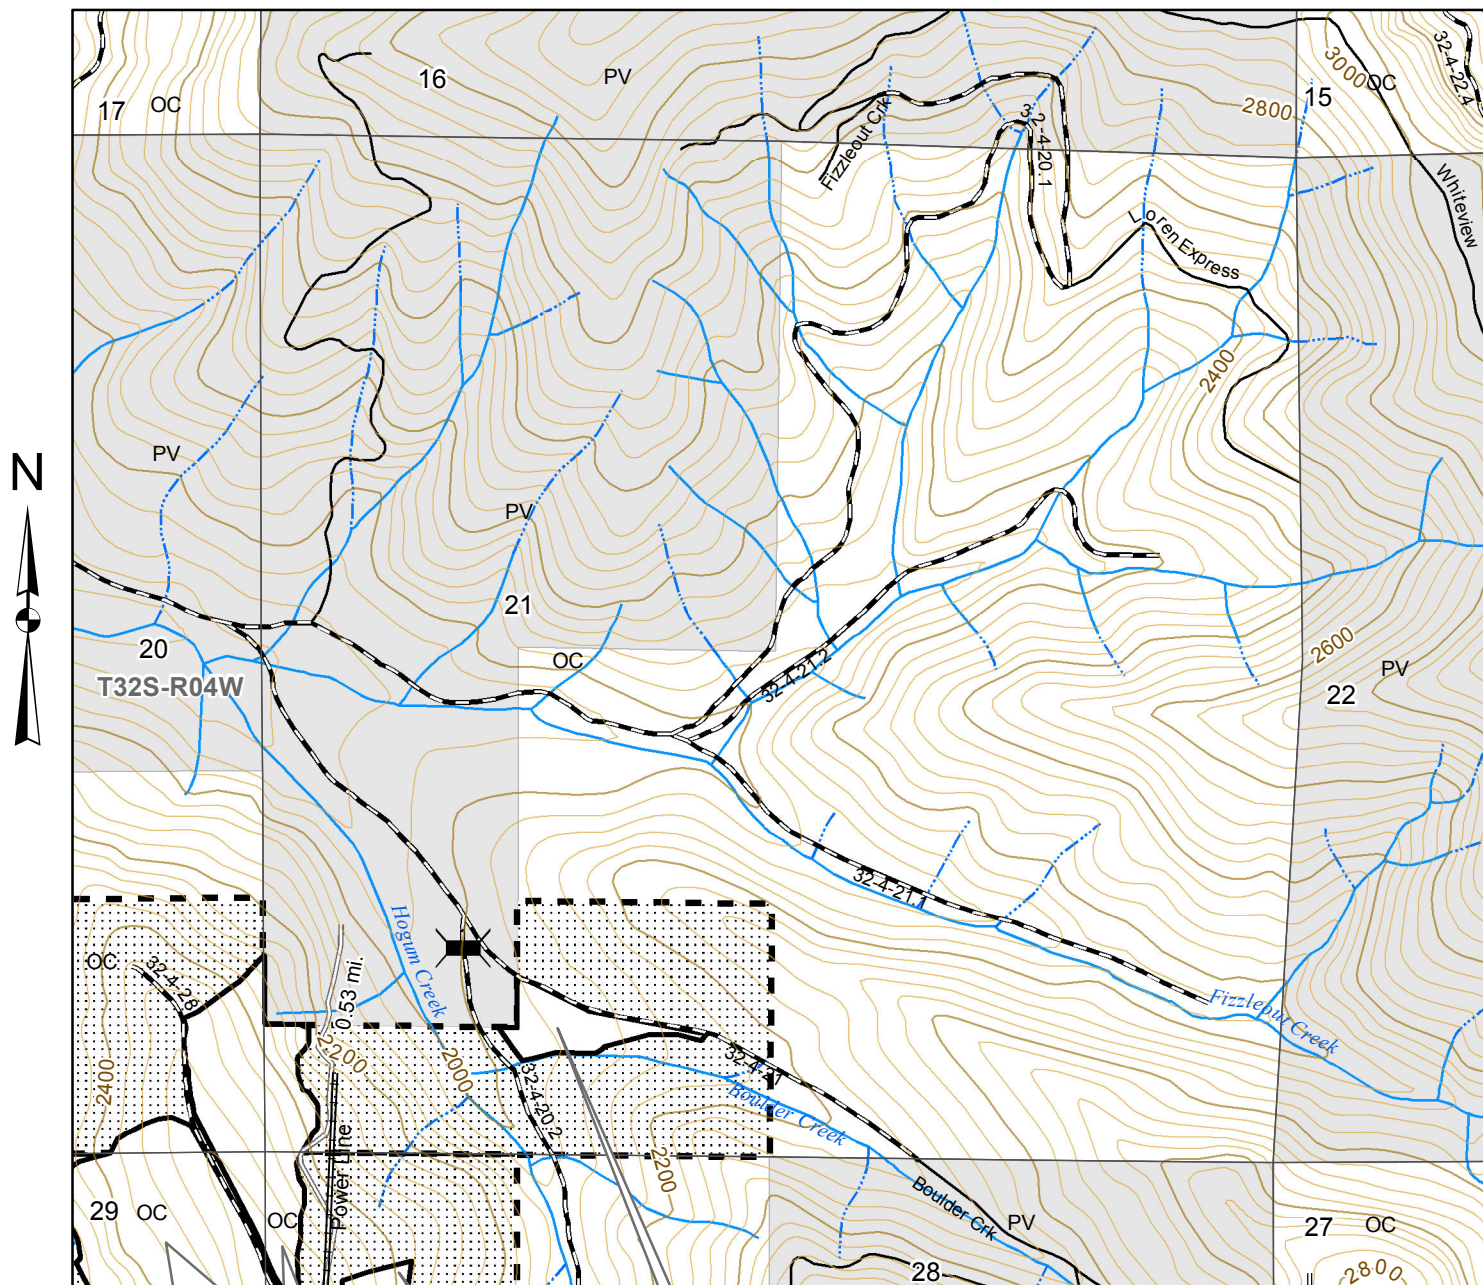 17
OC
16
PV
Fizzleout Crk
32-4-20.1
2800
3000
OC
15
32-4-22.4
Whiteview
Loren Express
2400
N
PV
PV
21
20
T32S-R04W
OC
32-4-21.2
2600
PV
22
32-4-21.1
Hogum Creek
OC
32-4-28
0.53 mi.
Fizzleout Creek
2400
2200
2000
32-4-20.2
32-4-21
Boulder Creek
Power Line
2200
29
OC
OC
Boulder Crk
PV
28
27
OC
2800